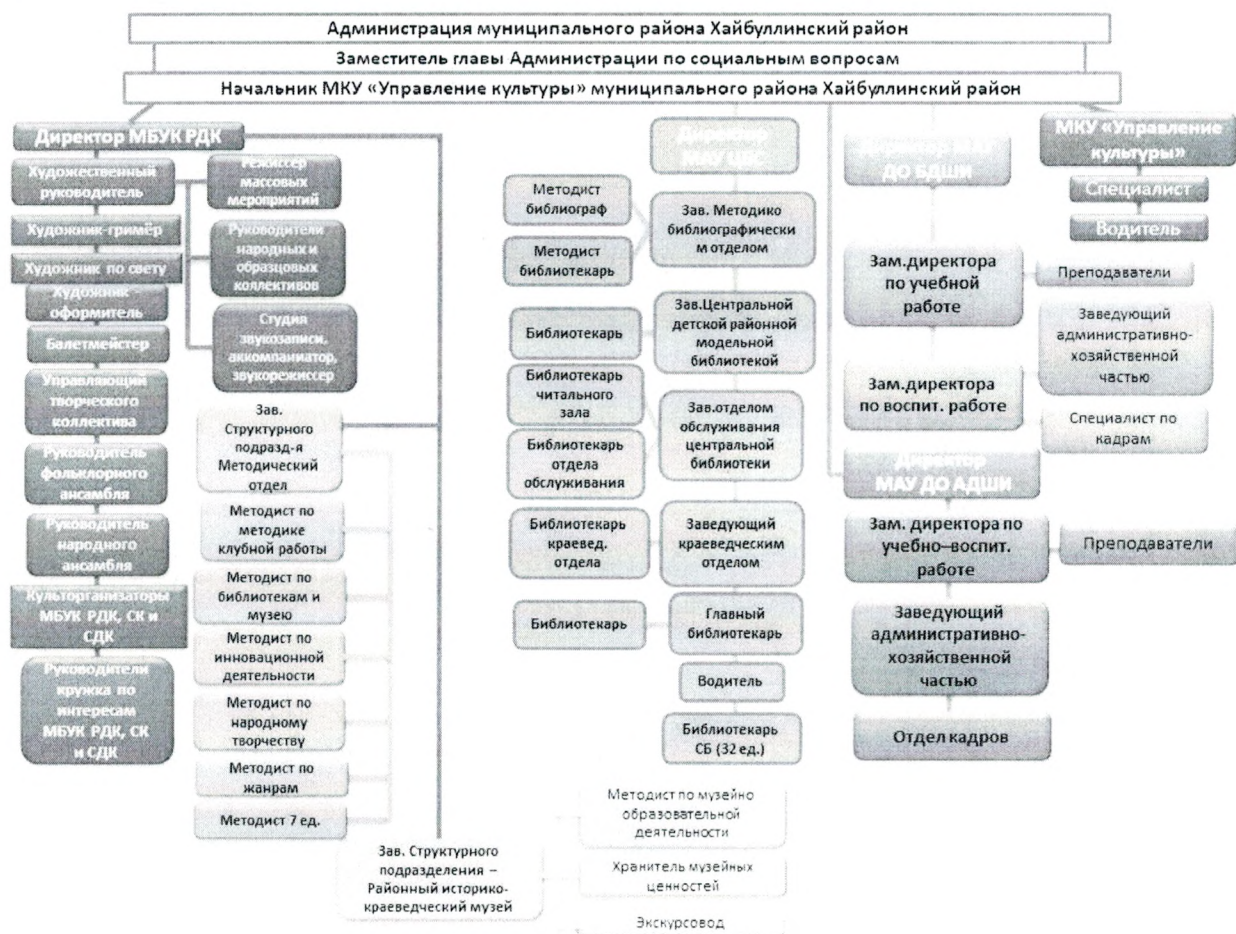 Администрация муниципального района Хайбуллинский район
Заместитель главы Администрации по социальным вопросам
Начальник МКУ «Управление культуры» муниципального района Хайбуллинский район
Директор МБУК РДК
Художественный
руководитель
Художник-гримёр
Художник по свету
Художник -
оформитель
Балетмейстер
Управляющий
творческого
коллектива
Руководитель
фольклорного
ансамбля
Руководитель
народного
ансамбля
Культорганизаторы
МБУК РДК, СК и
СДК
Руководители
кружка по
интересам
МБУК РДК, СК
и СДК
Режиссер
массовых
мероприятий
Руководители
народных и
образцовых
коллективов
Студия
звукозаписи,
аккомпаниатор,
звукорежиссер
Зав.
Структурного
подразд-я
Методический
отдел
Методист по
методике
клубной работы
Методист по
библиотекам и
музею
Методист по
инновационной
деятельности
Методист по
народному
творчеству
Методист по
жанрам
Методист 7 ед.
Зав. Структурного
подразделения –
Районный историко-
краеведческий музей
Методист по музейно
образовательной
деятельности
Хранитель музейных
ценностей
Экскурсовод
Директор
МАУ ЦБС
Методист
библиограф
Методист
библиотекарь
Зав. Методико
библиографически
м отделом
Библиотекарь
Зав.Центральной
детской районной
модельной
библиотекой
Библиотекарь
читального
зала
Библиотекарь
отдела
обслуживания
Зав.отделом
обслуживания
центральной
библиотеки
Библиотекарь
краевед.
отдела
Заведующий
краеведческим
отделом
Библиотекарь
Главный
библиотекарь
Водитель
Библиотекарь
СБ (32 ед.)
ДО БДШИ
Зам.директора
по учебной
работе
Преподаватели
Заведующий
административно-
хозяйственной
частью
Зам.директора
по воспит. работе
Специалист по
кадрам
Директор
МАУ ДО АДШИ
Зам. директора по
учебно–воспит.
работе
Преподаватели
Заведующий
административно-
хозяйственной
частью
Отдел кадров
МКУ «Управление
культуры»
Специалист
Водитель